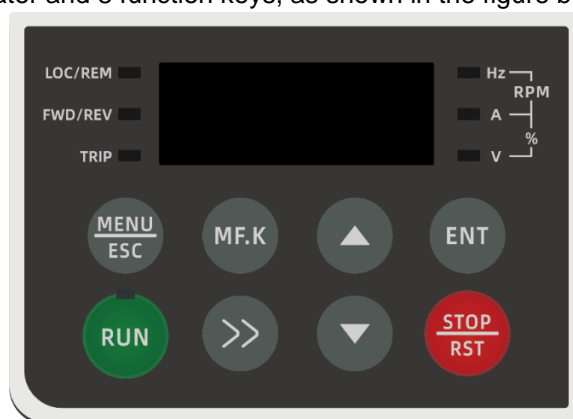 ator and 8 function keys, as shown in the figure b
LOC/REM
Hz
RPM
FWD/REV
A
%
TRIP
V
MENU
ESC
MF.K
ENT
RUN
>>
STOP
RST